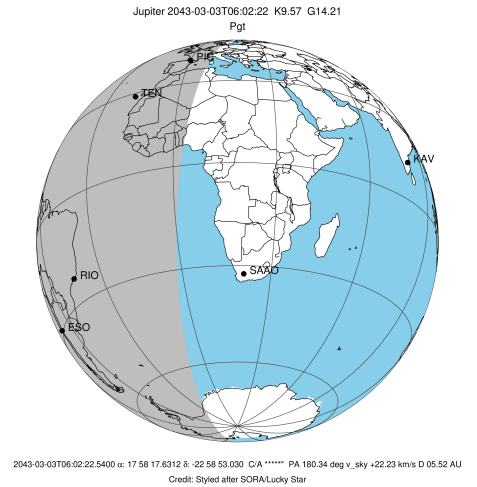 Jupiter 2043-03-03T06:02:22 K9.57 G14.21
Pgt
PIC
TEN
KAV
SAAO
RIO
ESO
2043-03-03T06:02:22.5400 α: 17 58 17.6312 δ: -22 58 53.030 C/A *****" PA 180.34 deg v_sky +22.23 km/s D 05.52 AU
Credit: Styled after SORA/Lucky Star